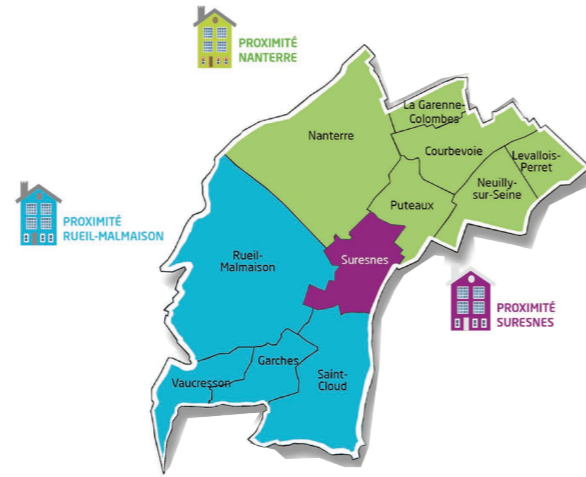 PROXIMITÉ
NANTERRE
La Garenne-
Colombes
Nanterre
Courbevoie
Levallois-
Perret
Neuilly-
sur-Seine
Puteaux
PROXIMITÉ
RUEIL-MALMAISON
Rueil-
Malmaison
Suresnes
PROXIMITÉ
SURESNES
Garches
Saint-
Cloud
Vaucresson